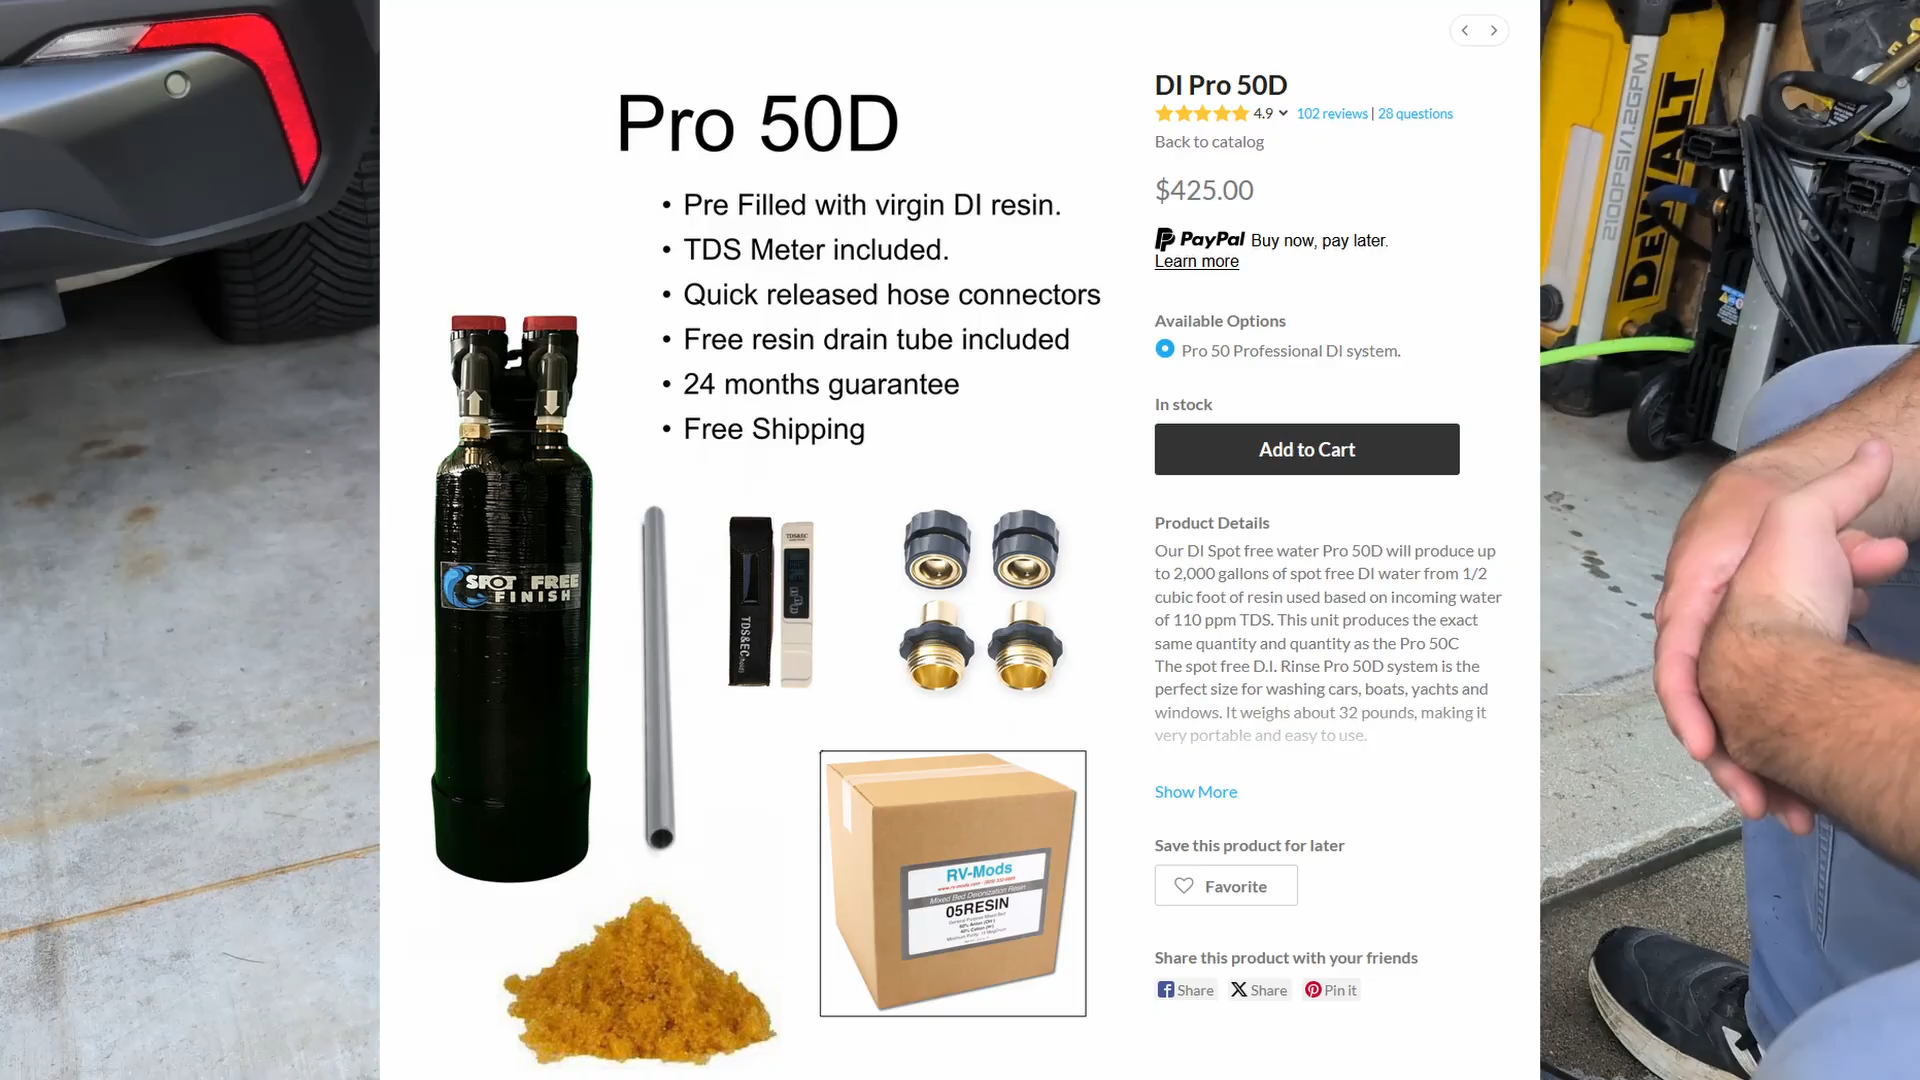 Pro 50D
• Pre Filled with virgin DI resin.
• TDS Meter included.
• Quick released hose connectors
• Free resin drain tube included
• 24 months guarantee
• Free Shipping
SPOT FREE
FINISH
TDS&EC
TDS&EC
RV-Mods
Mixed Bed Deionization Resin
05RESIN
DI Pro 50D
4.9
102 reviews | 28 questions
Back to catalog
$425.00
PayPal Buy now, pay later.
Learn more
Available Options
Pro 50 Professional DI system.
In stock
Add to Cart
Product Details
Our DI Spot free water Pro 50D will produce up
to 2,000 gallons of spot free DI water from 1/2
cubic foot of resin used based on incoming water
of 110 ppm TDS. This unit produces the exact
same quantity and quantity as the Pro 50C
The spot free D.I. Rinse Pro 50D system is the
perfect size for washing cars, boats, yachts and
windows. It weighs about 32 pounds, making it
very portable and easy to use.
Show More
Save this product for later
Favorite
Share this product with your friends
Share
Share
Pin it
2100PSI/1.2GPM
DEWALT